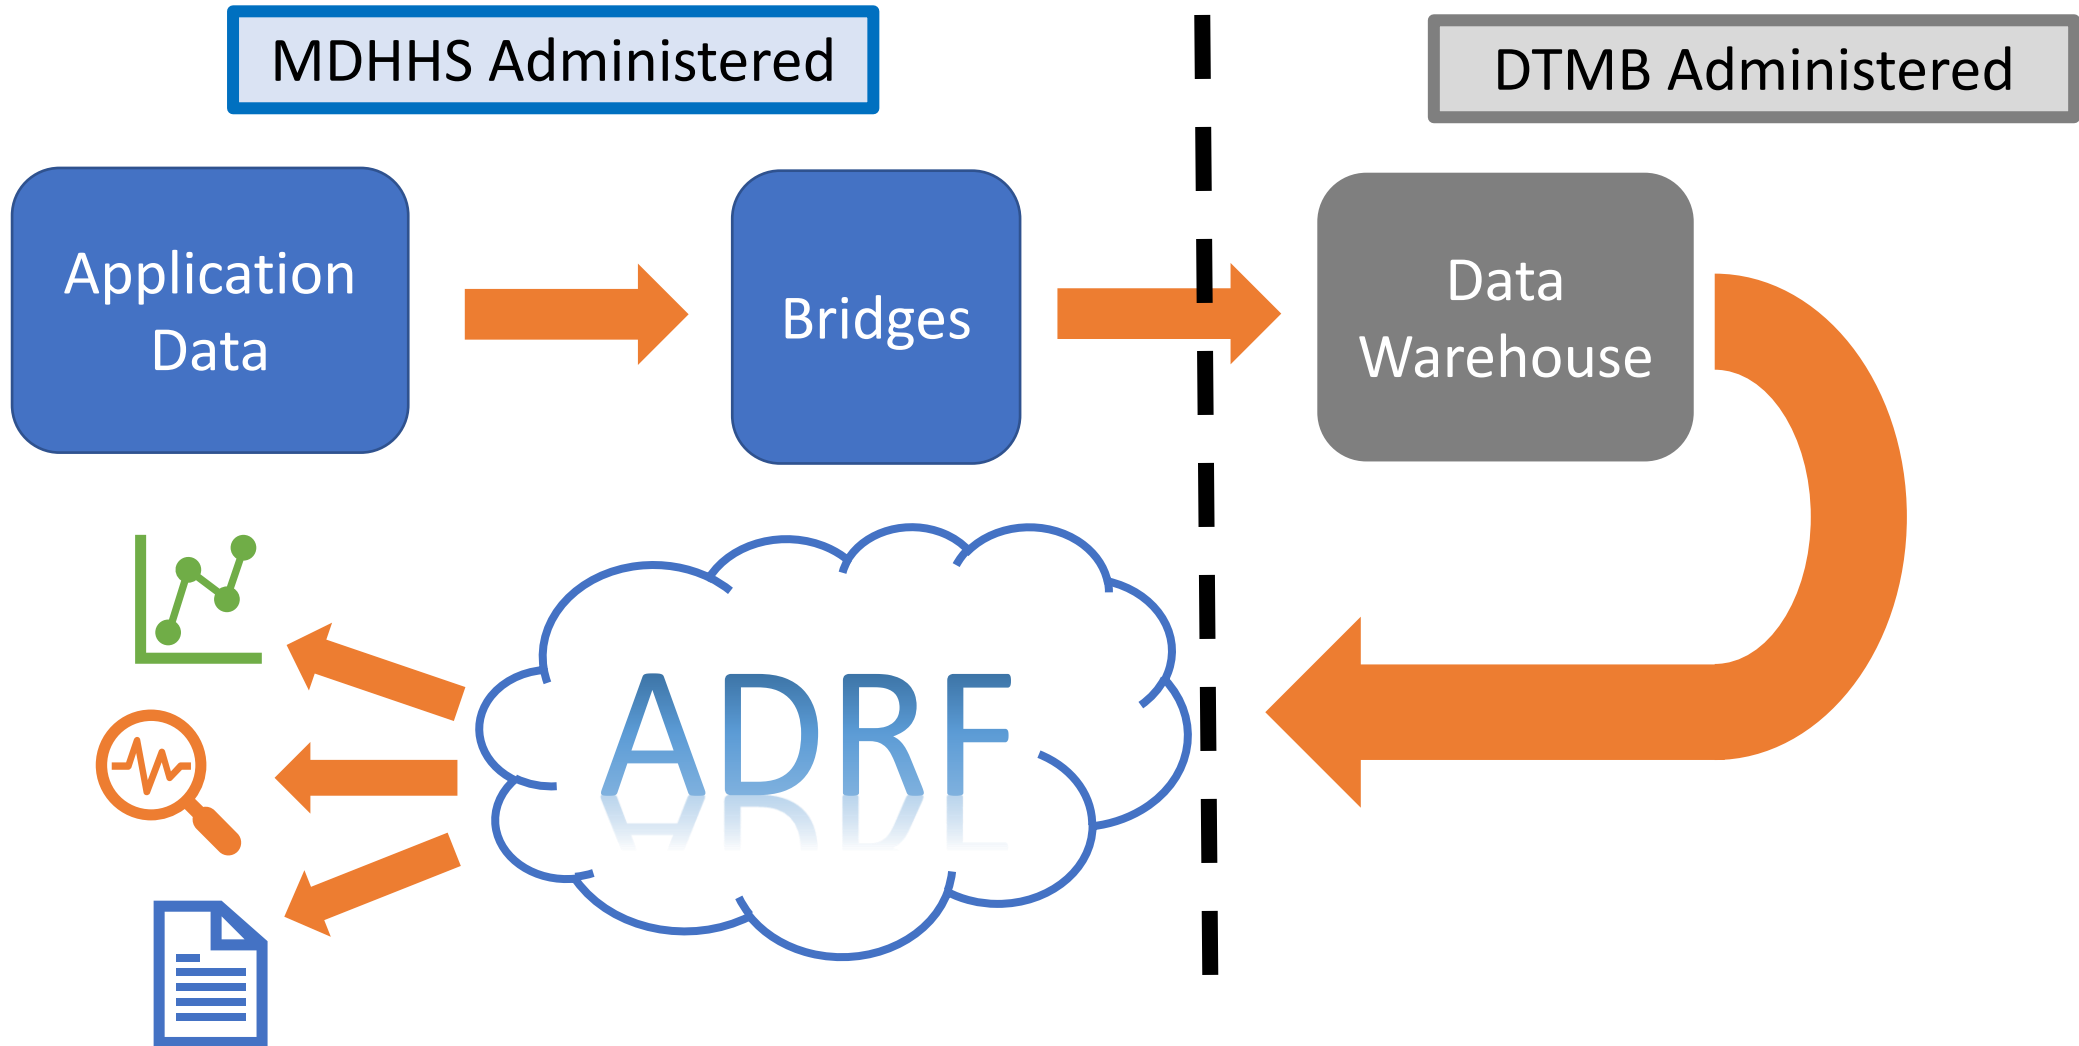 MDHHS Administered
DTMB Administered
Application
Data
Bridges
Data
Warehouse
ADRF